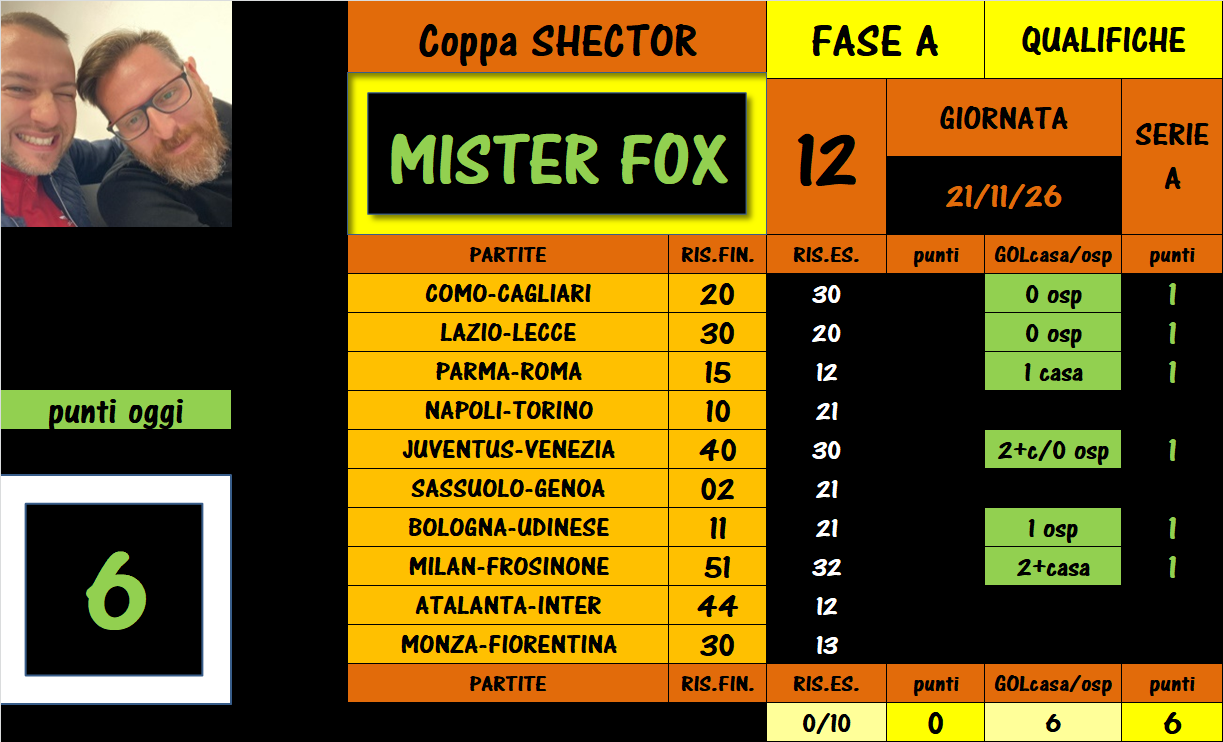 Coppa SHECTOR FASE A QUALIFICHE
MISTER FOX 12 GIORNATA SERIE A
21/11/26
PARTITE RIS.FIN. RIS.ES. punti GOLcasa/osp punti
COMO-CAGLIARI 20 30 0 osp 1
LAZIO-LECCE 30 20 0 osp 1
PARMA-ROMA 15 12 1 casa 1
punti oggi
NAPOLI-TORINO 10 21
JUVENTUS-VENEZIA 40 30 2+c/0 osp 1
SASSUOLO-GENOA 02 21
BOLOGNA-UDINESE 11 21 1 osp 1
6
MILAN-FROSINONE 51 32 2+casa 1
ATALANTA-INTER 44 12
MONZA-FIORENTINA 30 13
PARTITE RIS.FIN. RIS.ES. punti GOLcasa/osp punti
0/10 0 6 6